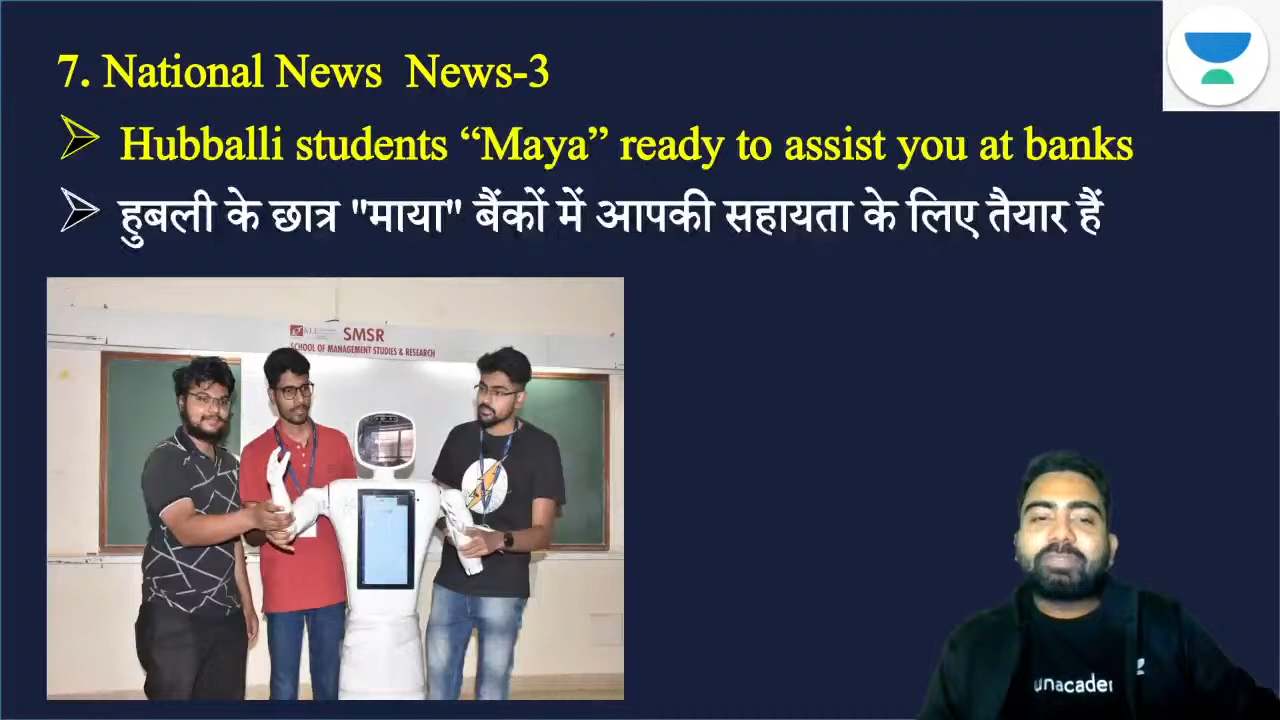 7. National News News-3
Hubballi students “Maya” ready to assist you at banks
हुबली के छात्र "माया" बैंकों में आपकी सहायता के लिए तैयार हैं
SMSR
SCHOOL OF MANAGEMENT STUDIES & RESEARCH